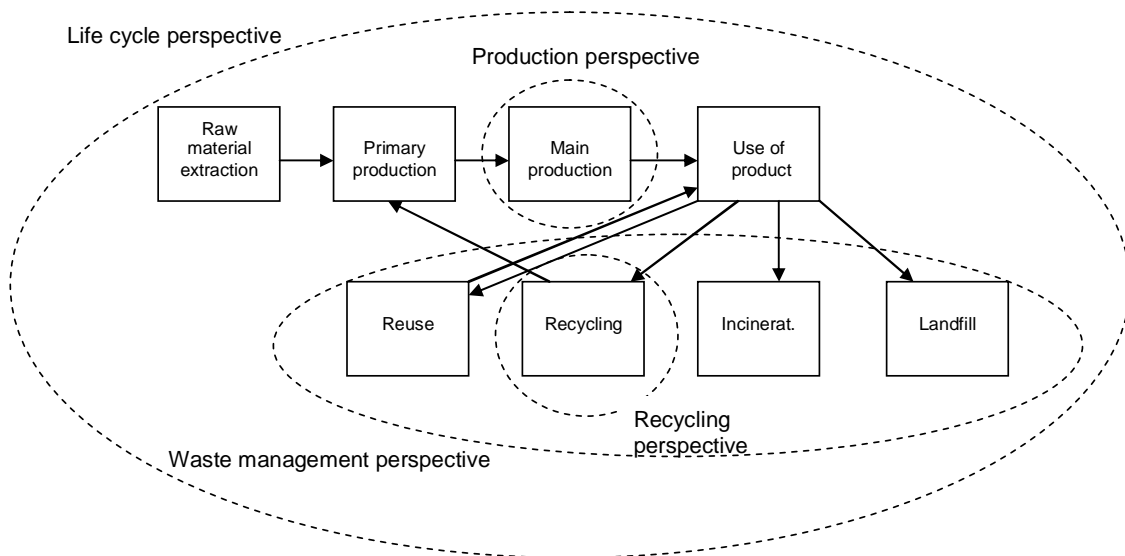 Life cycle perspective
Production perspective
Raw
material
extraction
Primary
production
Main
production
Use of
product
Reuse
Recycling
Incinerat.
Landfill
Recycling
perspective
Waste management perspective